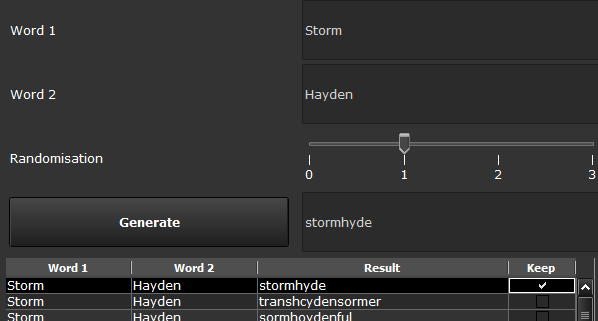 Word 1 Storm
Word 2 Hayden
Randomisation
0 1 2 3
Generate stormhyde
Word 1 Word 2 Result Keep
Storm Hayden stormhyde
Storm Hayden transhcydensormer
Storm Hayden sormhoydenful